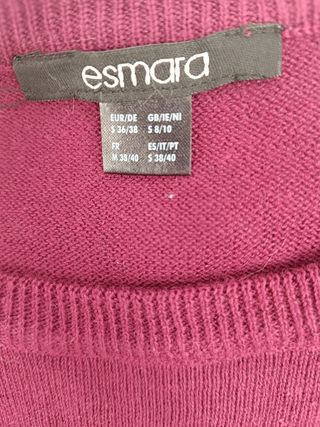 esmara
EUR/DE GB/IE/NI
S 36/38 S 8/10
FR ES/IT/PT
M 38/40 S 38/40